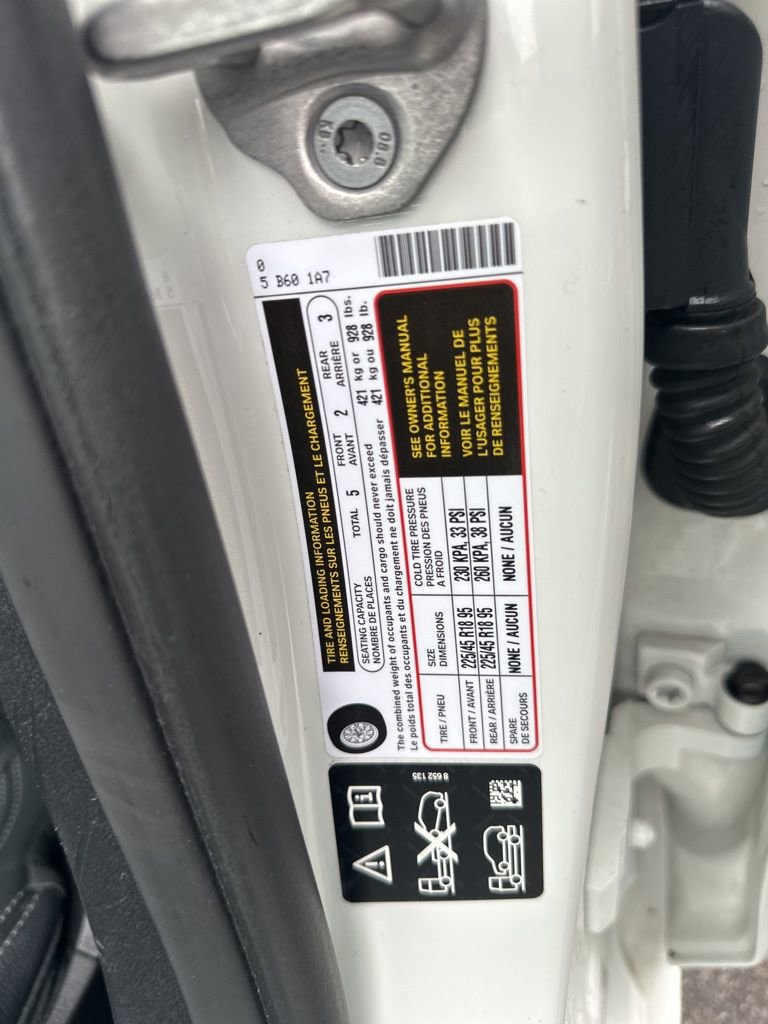 08.8
0
5 B60 1A7
TIRE AND LOADING INFORMATION
RENSEIGNEMENTS SUR LES PNEUS ET LE CHARGEMENT
SEATING CAPACITY
NOMBRE DE PLACES
TOTAL 5
FRONT
AVANT
2
REAR
ARRIÈRE
3
The combined weight of occupants and cargo should never exceed 421 kg or 928 lbs.
Le poids total des occupants et du chargement ne doit jamais dépasser 421 kg ou 928 lb.
TIRE / PNEU
SIZE
DIMENSIONS
COLD TIRE PRESSURE
PRESSION DES PNEUS
A FROID
FRONT / AVANT 225/45 R18 95 230 KPA, 33 PSI
REAR / ARRIÈRE 225/45 R18 95 260 KPA, 38 PSI
SPARE
DE SECOURS
NONE / AUCUN NONE / AUCUN
SEE OWNER'S MANUAL
FOR ADDITIONAL
INFORMATION
VOIR LE MANUEL DE
L'USAGER POUR PLUS
DE RENSEIGNEMENTS
8 652 135